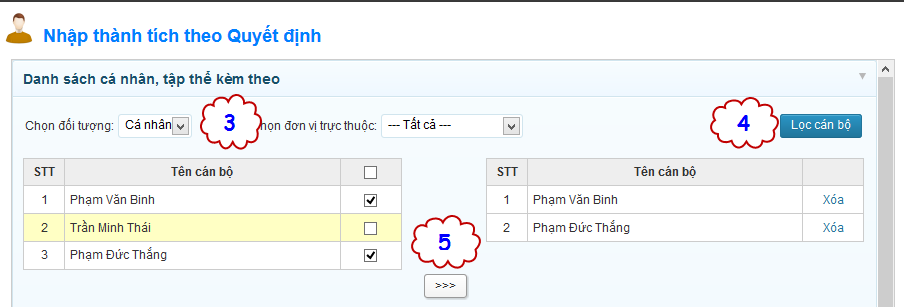 Nhập thành tích theo Quyết định
Danh sách cá nhân, tập thể kèm theo
Chọn đối tượng: Cá nhân 3 họn đơn vị trực thuộc: --- Tất cả --- 4 Lọc cán bộ
STT Tên cán bộ
1 Phạm Văn Binh
2 Trần Minh Thái
3 Phạm Đức Thắng
5
>>>
STT Tên cán bộ
1 Phạm Văn Binh Xóa
2 Phạm Đức Thắng Xóa